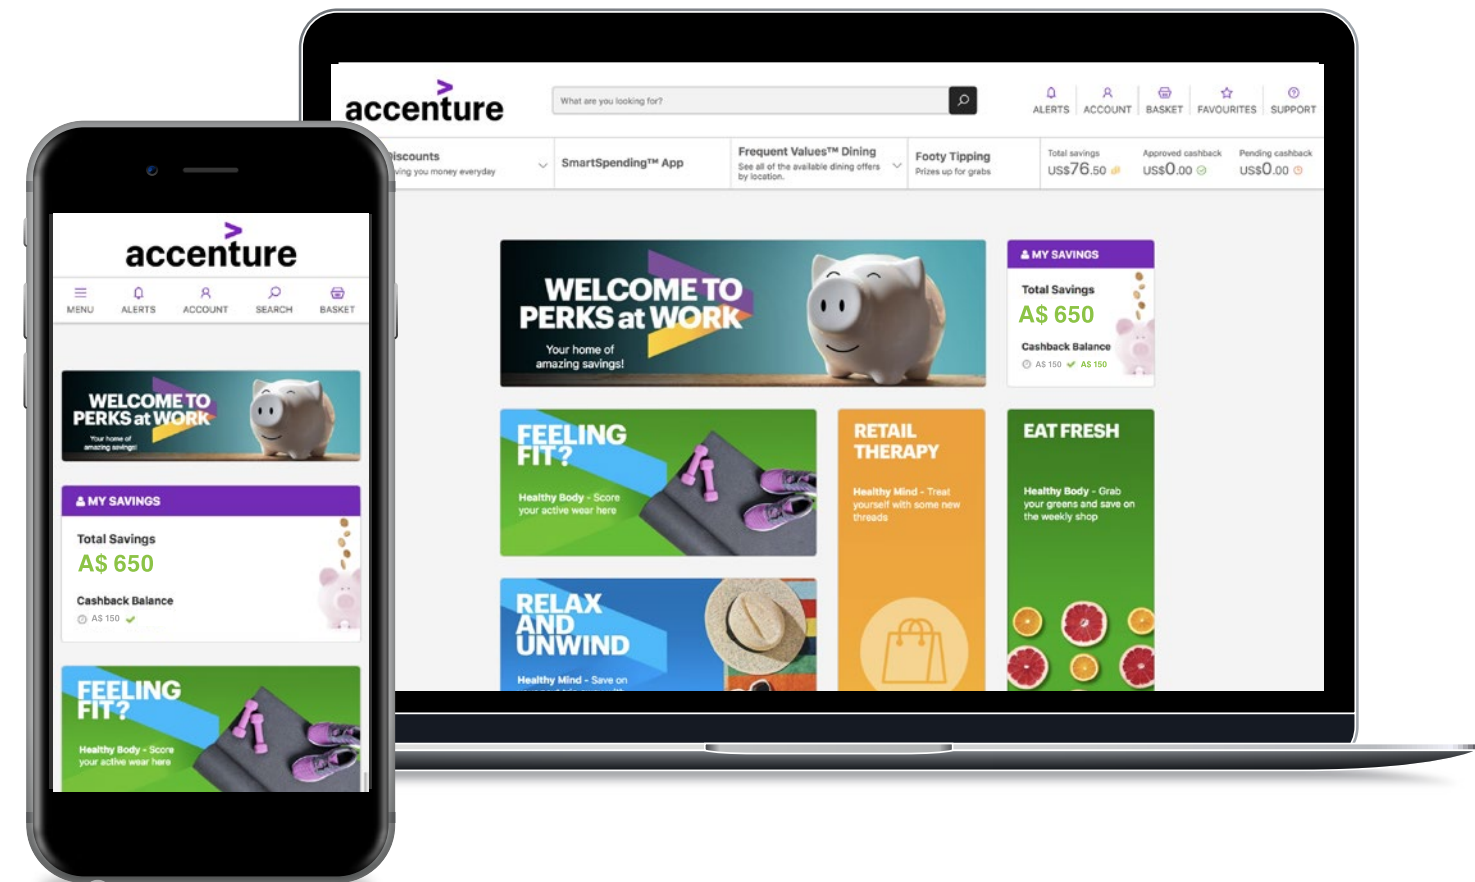 accenture
What are you looking for?
ALERTS
ACCOUNT
BASKET
FAVOURITES
SUPPORT
iscounts
ving you money everyday
SmartSpending™ App
Frequent Values™ Dining
See all of the available dining offers
by location.
Footy Tipping
Prizes up for grabs
Total savings
US$76.50
Approved cashback
US$0.00
Pending cashback
US$0.00
WELCOME TO
PERKS at WORK
Your home of
amazing savings!
MY SAVINGS
Total Savings
A$ 650
Cashback Balance
A$ 150
A$ 150
FEELING
FIT?
Healthy Body - Score
your active wear here
RETAIL
THERAPY
Healthy Mind - Treat
yourself with some new
threads
EAT FRESH
Healthy Body - Grab
your greens and save on
the weekly shop
RELAX
AND
UNWIND
Healthy Mind - Save on
accenture
MENU
ALERTS
ACCOUNT
SEARCH
BASKET
WELCOME TO
PERKS at WORK
Your home of
amazing savings!
MY SAVINGS
Total Savings
A$ 650
Cashback Balance
A$ 150
FEELING
FIT?
Healthy Body - Score
your active wear here